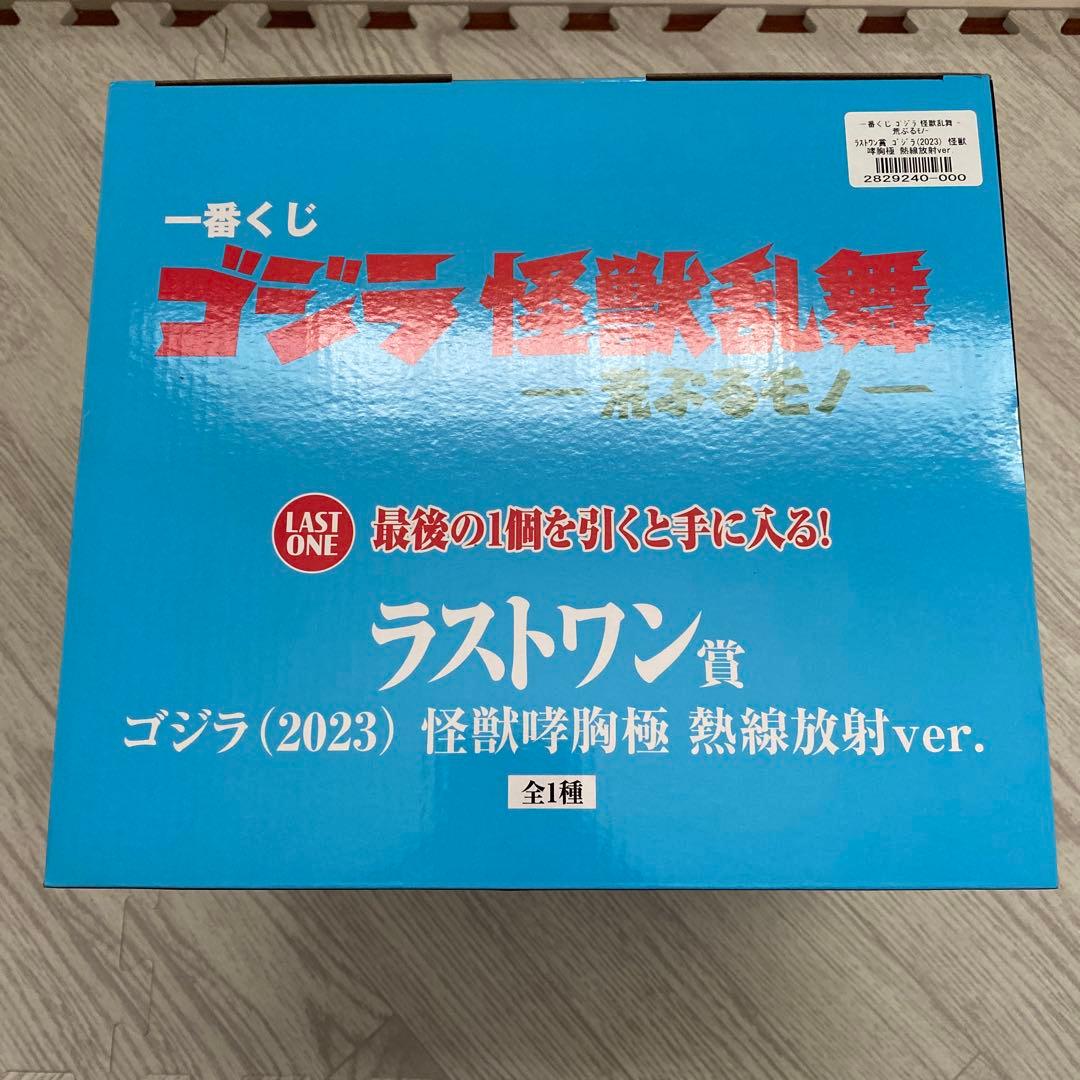 一番くじ ゴジラ 怪獣乱舞 -
荒ぶるモノ-
ラストワン賞 ゴジラ(2023) 怪獣
哮胸極 熱線放射ver.
2829240-000
一番くじ
ゴジラ 怪獣乱舞
―荒ぶるモノ―
LAST
ONE
最後の1個を引くと手に入る!
ラストワン賞
ゴジラ(2023) 怪獣哮胸極 熱線放射ver.
全1種